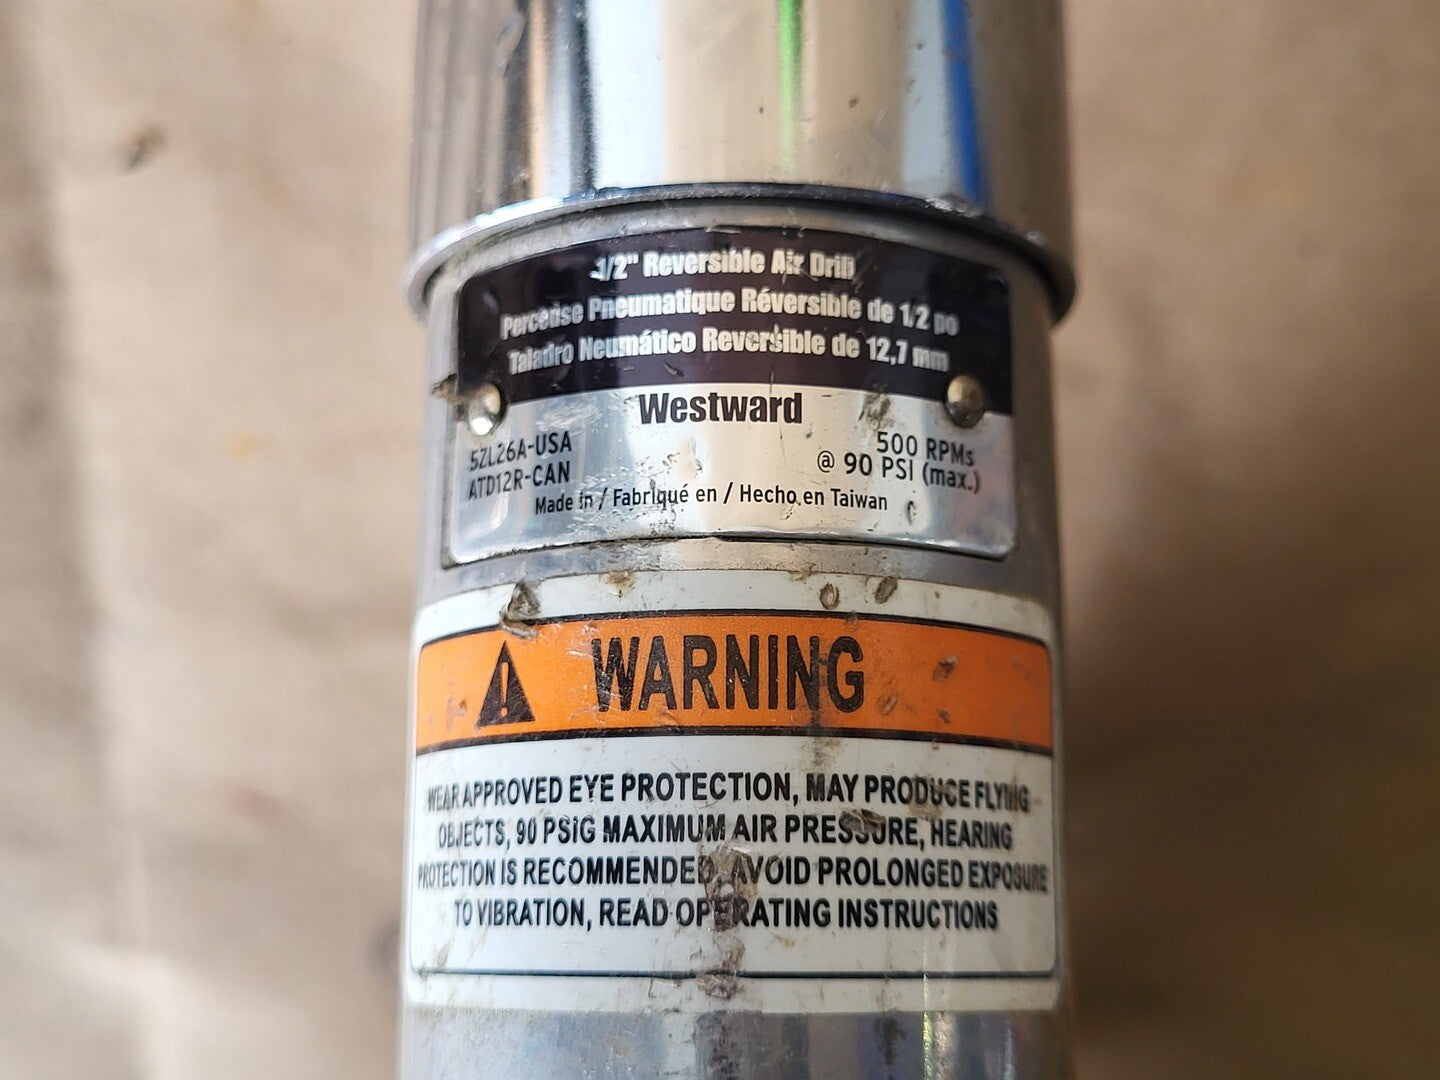 1/2" Reversible Air Drill
Perceuse Pneumatique Réversible de 1/2 po
Taladro Neumático Reversible de 12,7 mm
Westward
5ZL26A-USA
ATD12R-CAN
500 RPMs
@ 90 PSI (max.)
Made in / Fabriqué en / Hecho en Taiwan
WARNING
WEAR APPROVED EYE PROTECTION, MAY PRODUCE FLYING
OBJECTS, 90 PSIG MAXIMUM AIR PRESSURE, HEARING
PROTECTION IS RECOMMENDED, AVOID PROLONGED EXPOSURE
TO VIBRATION, READ OPERATING INSTRUCTIONS